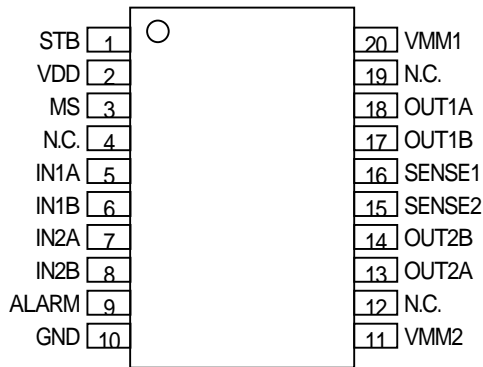 STB 1 20 VMM1
VDD 2 19 N.C.
MS 3 18 OUT1A
N.C. 4 17 OUT1B
IN1A 5 16 SENSE1
IN1B 6 15 SENSE2
IN2A 7 14 OUT2B
IN2B 8 13 OUT2A
ALARM 9 12 N.C.
GND 10 11 VMM2